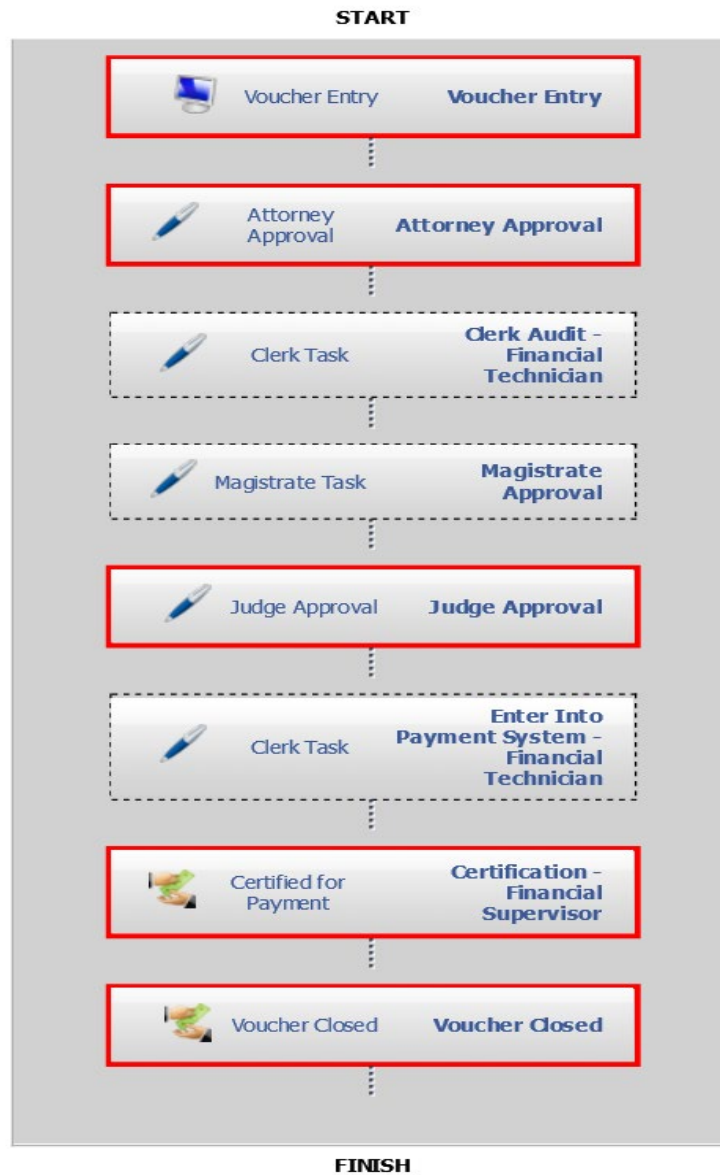 START
Voucher Entry Voucher Entry
Attorney
Approval
Attorney Approval
Clerk Task
Clerk Audit -
Financial
Technician
Magistrate Task
Magistrate
Approval
Judge Approval Judge Approval
Clerk Task
Enter Into
Payment System -
Financial
Technician
Certified for
Payment
Certification -
Financial
Supervisor
Voucher Closed Voucher Closed
FINISH